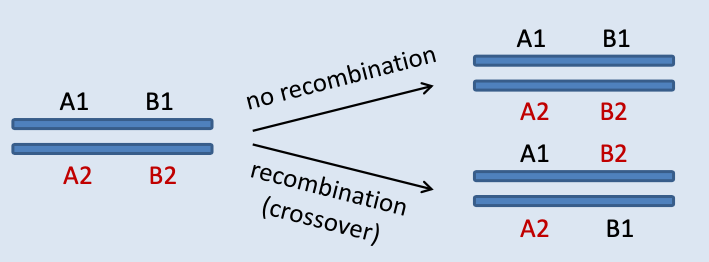 A1 B1
A2 B2
no recombination
recombination
(crossover)
A1 B1
A2 B2
A1 B2
A2 B1